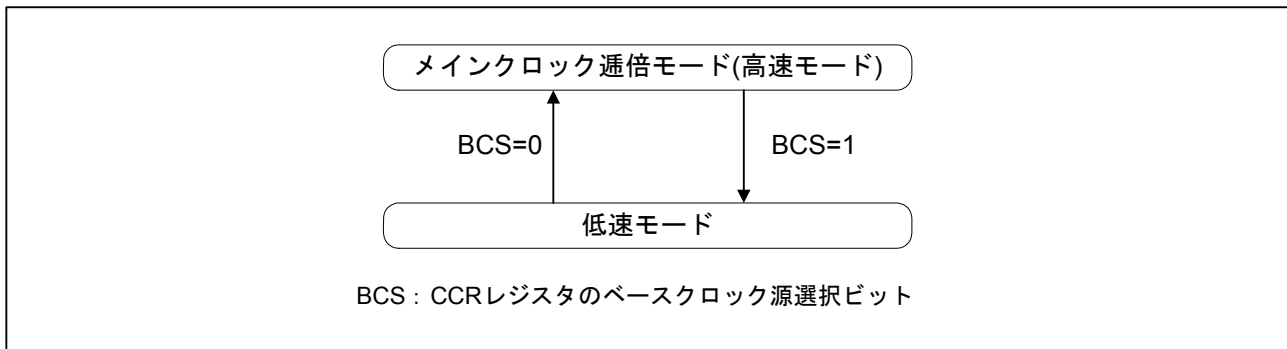 メインクロック逓倍モード(高速モード)
BCS=0
BCS=1
低速モード
BCS : CCRレジスタのベースクロック源選択ビット